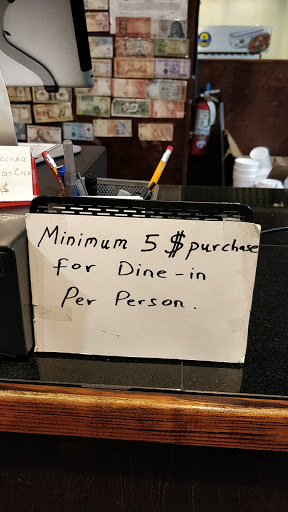 Minimum 5 $ purchase
for Dine-in
Per Person.